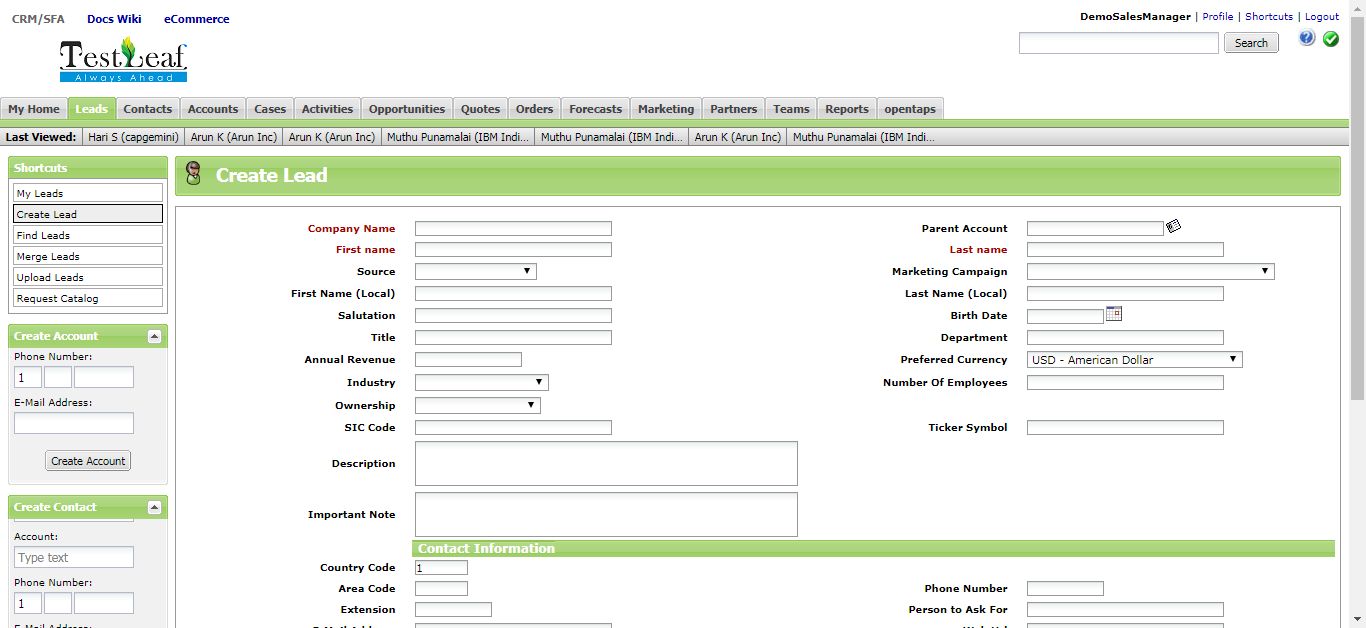 CRM/SFA Docs Wiki eCommerce
DemoSalesManager | Profile | Shortcuts | Logout
TestLeaf
Always Ahead
Search
My Home Leads Contacts Accounts Cases Activities Opportunities Quotes Orders Forecasts Marketing Partners Teams Reports opentaps
Last Viewed: Hari S (capgemini) Arun K (Arun Inc) Arun K (Arun Inc) Muthu Punamalai (IBM Indi... Muthu Punamalai (IBM Indi... Arun K (Arun Inc) Muthu Punamalai (IBM Indi...
Shortcuts
My Leads
Create Lead
Find Leads
Merge Leads
Upload Leads
Request Catalog
Create Account
Phone Number:
1
E-Mail Address:
Create Account
Create Contact
Account:
Type text
Phone Number:
1
Create Lead
Company Name Parent Account
First name Last name
Source Marketing Campaign
First Name (Local) Last Name (Local)
Salutation Birth Date
Title Department
Annual Revenue Preferred Currency USD - American Dollar
Industry Number Of Employees
Ownership
SIC Code Ticker Symbol
Description
Important Note
Contact Information
Country Code 1
Area Code Phone Number
Extension Person to Ask For